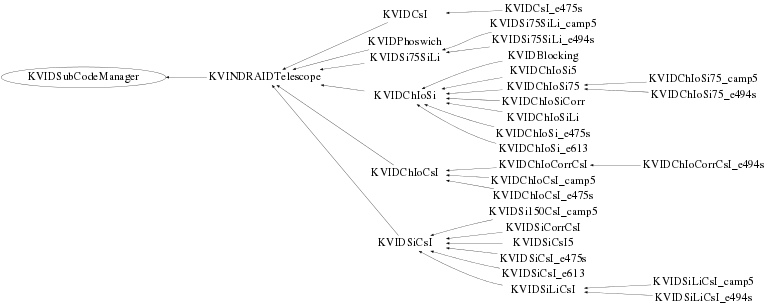 KVIDSubCodeManager
KVINDRAIDTelescope
KVIDCsI
KVIDPhoswich
KVIDSi75SiLi
KVIDChIoSi
KVIDChIoCsI
KVIDSiCsI
KVIDCsI_e475s
KVIDSi75SiLi_camp5
KVIDSi75SiLi_e494s
KVIDBlocking
KVIDChIoSi5
KVIDChIoSi75
KVIDChIoSiCorr
KVIDChIoSiLi
KVIDChIoSi_e475s
KVIDChIoSi_e613
KVIDChIoCorrCsI
KVIDChIoCsI_camp5
KVIDChIoCsI_e475s
KVIDSi150CsI_camp5
KVIDSiCorrCsI
KVIDSiCsI5
KVIDSiCsI_e475s
KVIDSiCsI_e613
KVIDSiLiCsI
KVIDChIoSi75_camp5
KVIDChIoSi75_e494s
KVIDChIoCorrCsI_e494s
KVIDSiLiCsI_camp5
KVIDSiLiCsI_e494s